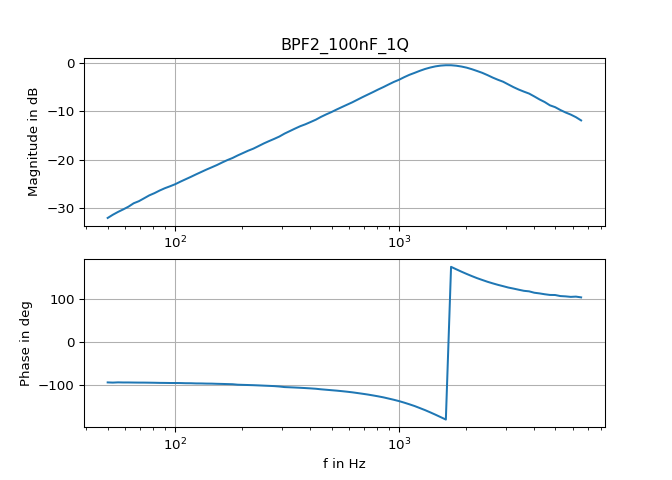 BPF2_100nF_1Q
Magnitude in dB
0
−10
−20
−30
10²
10³
Phase in deg
100
0
−100
10²
10³
f in Hz